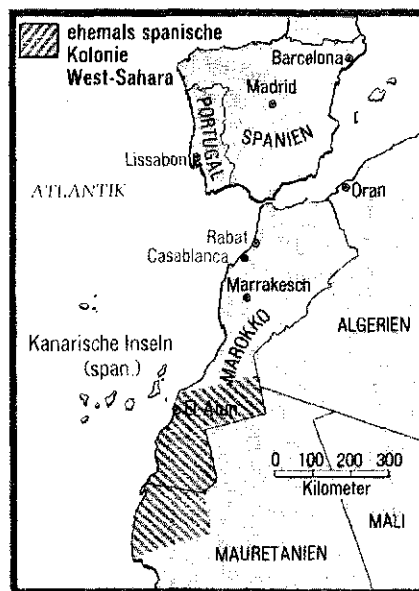 ehemals spanische
Kolonie
West-Sahara
Barcelona
Madrid
PORTUGAL
SPANIEN
Lissabon
ATLANTIK
Oran
Rabat
Casablanca
Marrakesch
ALGERIEN
MAROKKO
Kanarische Inseln
(span.)
El Aiun
0 100 200 300
Kilometer
MALI
MAURETANIEN